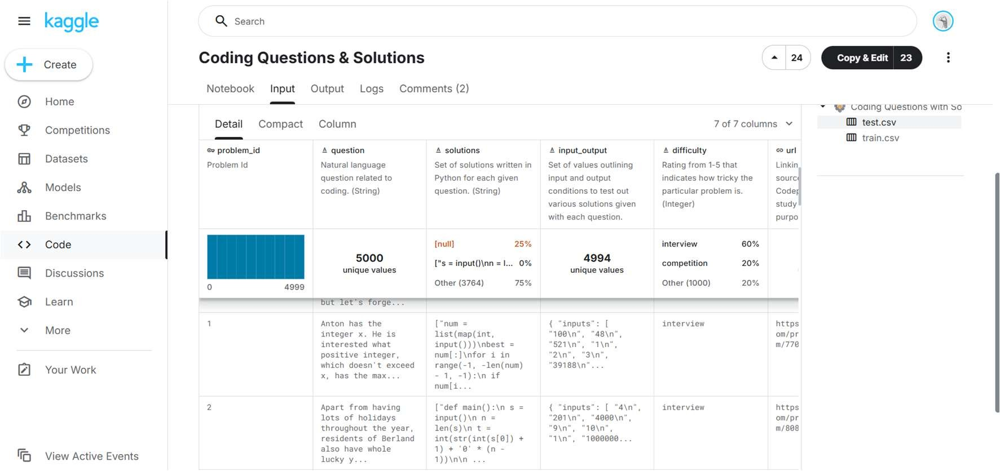 kaggle
Search
Create
Home
Competitions
Datasets
Models
Benchmarks
Code
Discussions
Learn
More
Your Work
View Active Events
Coding Questions & Solutions
24
Copy & Edit 23
Notebook Input Output Logs Comments (2)
Coding Questions with So
test.csv
train.csv
Detail Compact Column
7 of 7 columns
problem_id
Problem Id
question
Natural language
question related to
coding. (String)
solutions
Set of solutions written in
Python for each given
question. (String)
input_output
Set of values outlining
input and output
conditions to test out
various solutions given
with each question.
difficulty
Rating from 1-5 that
indicates how tricky the
particular problem is.
(Integer)
url
Linkin
sourc
Codep
study
purpo
0 4999
5000
unique values
[null] 25%
["s = input()\nn = l... 0%
Other (3764) 75%
4994
unique values
interview 60%
competition 20%
Other (1000) 20%
but let's forge...
1
Anton has the
integer x. He is
interested what
positive integer,
which doesn't exceed
x, has the max...
["num =
list(map(int,
input()))\nbest =
num[:]\nfor i in
range(-1, -len(num)
- 1, -1):\n if
num[i...
{ "inputs": [
"100\n", "48\n",
"521\n", "1\n",
"2\n", "3\n",
"39188\n"...
interview
https
om/pr
m/770
2
Apart from having
lots of holidays
throughout the year,
residents of Berland
also have whole
lucky y...
["def main():\n s =
input()\n n =
len(s)\n t =
int(str(int(s[0]) +
1) + '0' * (n -
1))\n\n ...
{ "inputs": [ "4\n",
"201\n", "4000\n",
"9\n", "10\n",
"1\n", "1000000...
interview
https
om/pr
m/808